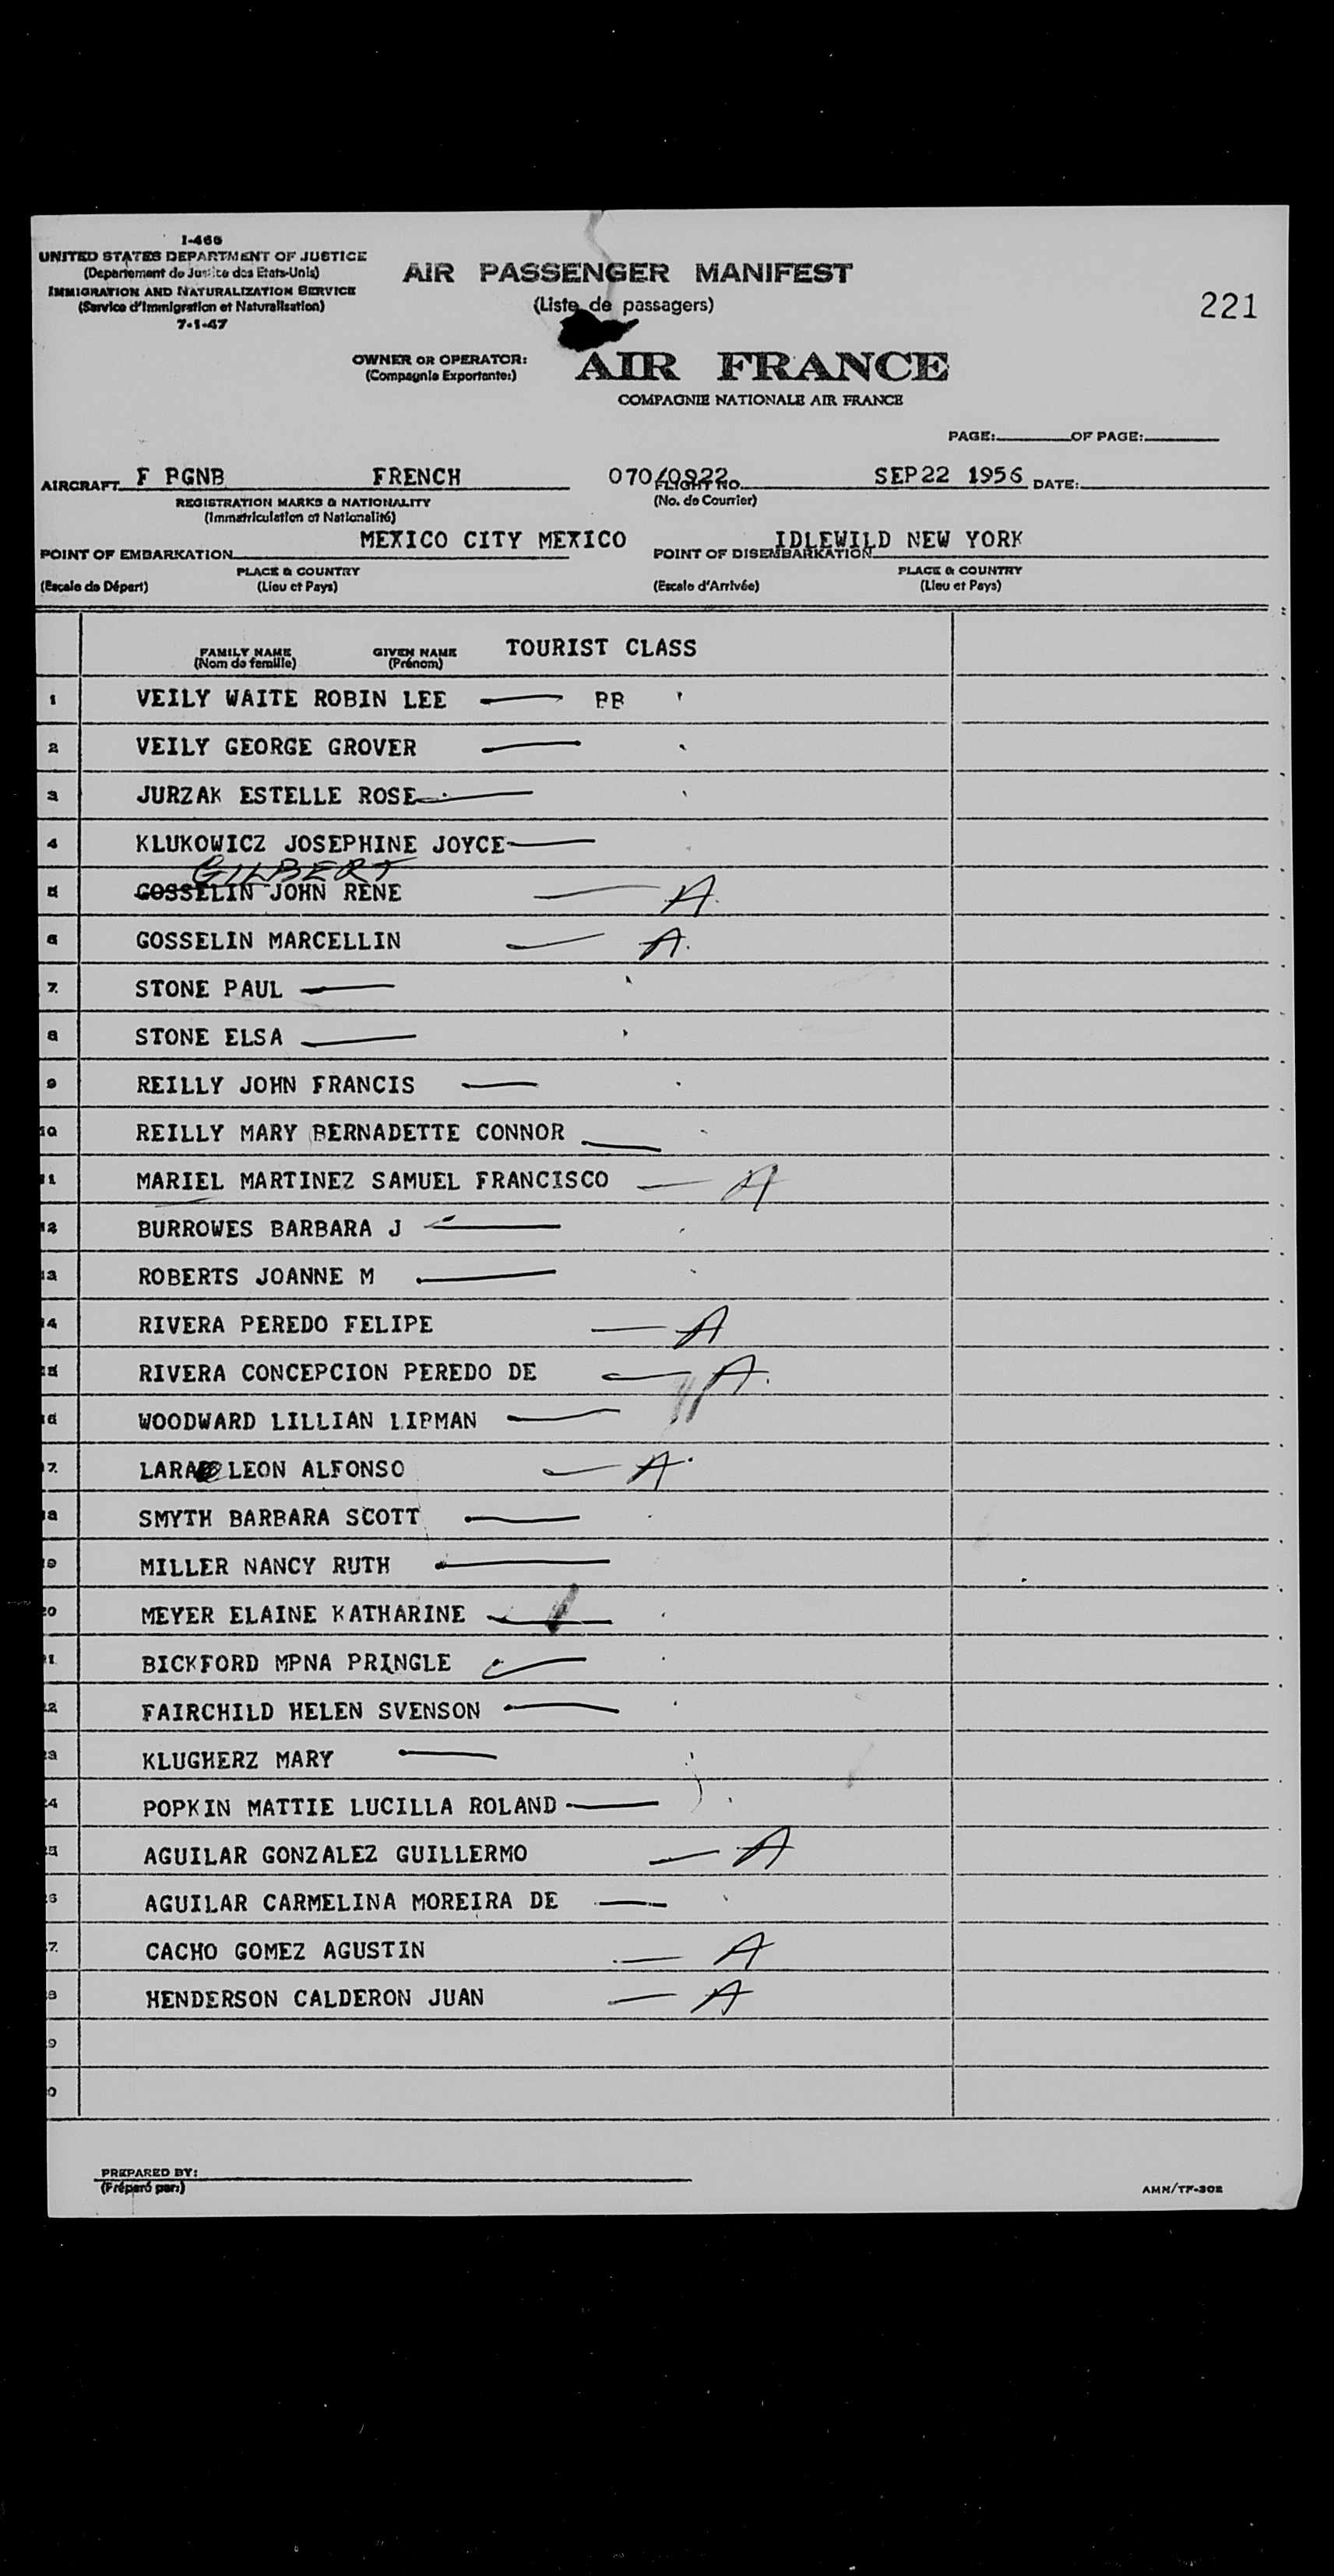 I-466
UNITED STATES DEPARTMENT OF JUSTICE
(Departement de Justice des Etats-Unis)
IMMIGRATION AND NATURALIZATION SERVICE
(Service d'Immigration et Naturalisation)
7-1-47
AIR PASSENGER MANIFEST
(Liste de passagers)
221
OWNER OR OPERATOR:
(Compagnie Exportante:)
AIR FRANCE
COMPAGNIE NATIONALE AIR FRANCE
PAGE: OF PAGE:
AIRCRAFT F BGNB FRENCH 070/0922 FLIGHT NO. SEP 22 1956 DATE:
REGISTRATION MARKS & NATIONALITY
(Immatriculation et Nationalité)
(No. de Courrier)
POINT OF EMBARKATION MEXICO CITY MEXICO POINT OF DISEMBARKATION IDLEWILD NEW YORK
PLACE & COUNTRY PLACE & COUNTRY
(Escale de Départ) (Lieu et Pays) (Escale d'Arrivée) (Lieu et Pays)
FAMILY NAME GIVEN NAME TOURIST CLASS
(Nom de famille) (Prénom)
1 VEILY WAITE ROBIN LEE BB
2 VEILY GEORGE GROVER
3 JURZAK ESTELLE ROSE
4 KLUKOWICZ JOSEPHINE JOYCE
GILBERT
5 GOSSELIN JOHN RENE A
6 GOSSELIN MARCELLIN A.
7 STONE PAUL
8 STONE ELSA
9 REILLY JOHN FRANCIS
10 REILLY MARY BERNADETTE CONNOR
11 MARIEL MARTINEZ SAMUEL FRANCISCO A
12 BURROWES BARBARA J
13 ROBERTS JOANNE M
14 RIVERA PEREDO FELIPE A
15 RIVERA CONCEPCION PEREDO DE A.
16 WOODWARD LILLIAN LIPMAN
17 LARA LEON ALFONSO A.
18 SMYTH BARBARA SCOTT
19 MILLER NANCY RUTH
20 MEYER ELAINE KATHARINE
21 BICKFORD MPNA PRINGLE
22 FAIRCHILD HELEN SVENSON
23 KLUGHERZ MARY
24 POPKIN MATTIE LUCILLA ROLAND
25 AGUILAR GONZALEZ GUILLERMO A
26 AGUILAR CARMELINA MOREIRA DE
27 CACHO GOMEZ AGUSTIN A
28 HENDERSON CALDERON JUAN A
9
0
PREPARED BY:
(Préparé par:)
AMN/TF-302